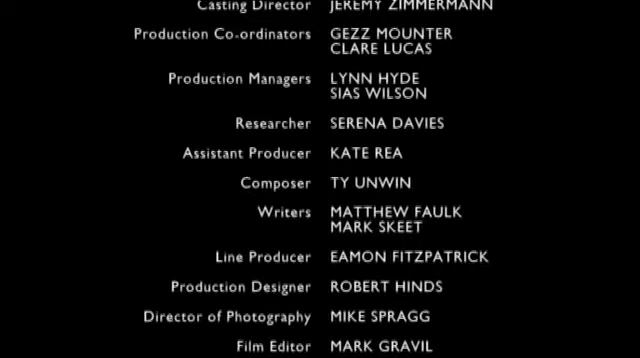 Casting Director JEREMY ZIMMERMANN
Production Co-ordinators GEZZ MOUNTER
CLARE LUCAS
Production Managers LYNN HYDE
SIAS WILSON
Researcher SERENA DAVIES
Assistant Producer KATE REA
Composer TY UNWIN
Writers MATTHEW FAULK
MARK SKEET
Line Producer EAMON FITZPATRICK
Production Designer ROBERT HINDS
Director of Photography MIKE SPRAGG
Film Editor MARK GRAVIL